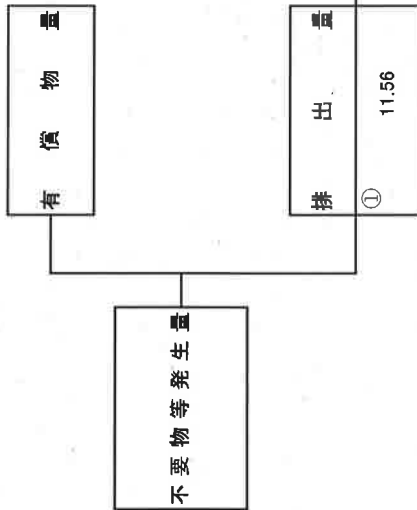 不要物等発生量
有償物量
排出量
①
11.56